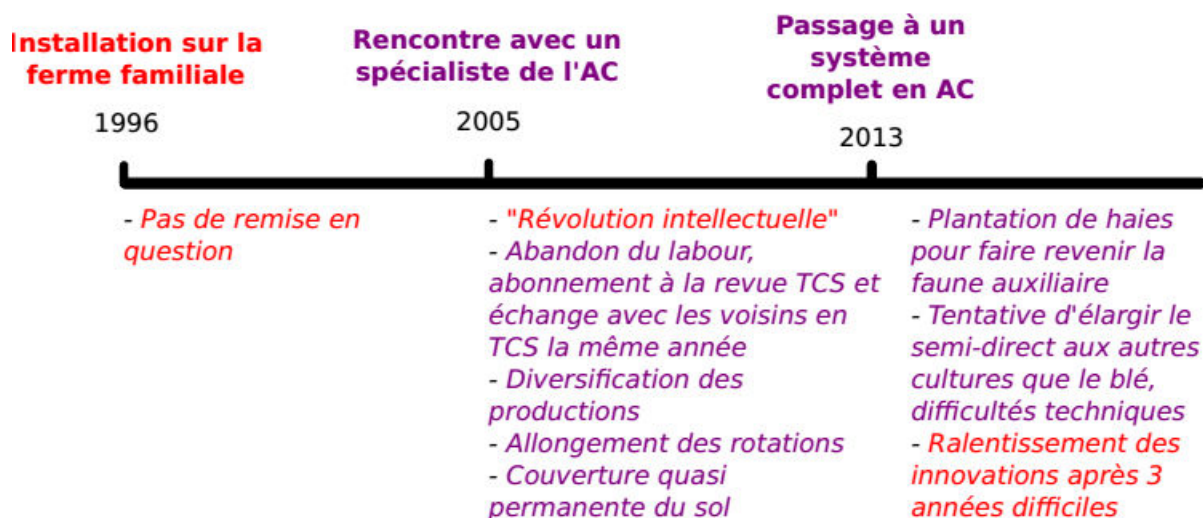 Installation sur la
ferme familiale
1996
Rencontre avec un
spécialiste de l'AC
2005
Passage à un
système
complet en AC
2013
- Pas de remise en
question
- "Révolution intellectuelle"
- Abandon du labour,
abonnement à la revue TCS et
échange avec les voisins en
TCS la même année
- Diversification des
productions
- Allongement des rotations
- Couverture quasi
permanente du sol
- Plantation de haies
pour faire revenir la
faune auxiliaire
- Tentative d'élargir le
semi-direct aux autres
cultures que le blé,
difficultés techniques
- Ralentissement des
innovations après 3
années difficiles